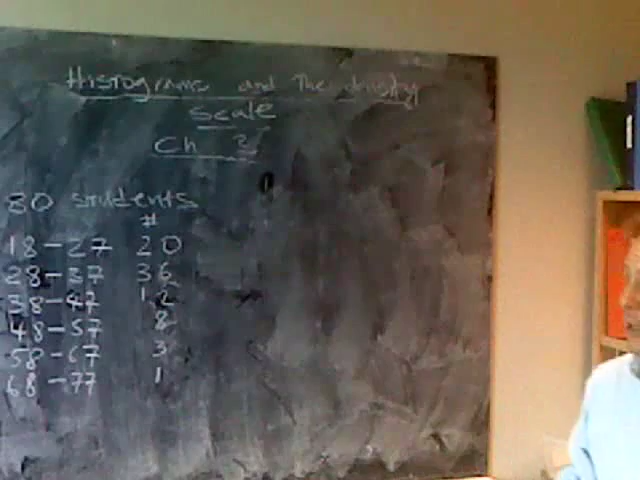 Histograms and The density
Scale
Ch 3
80 students
#
18-27 20
28-37 36
38-47 12
48-57 8
58-67 3
68-77 1